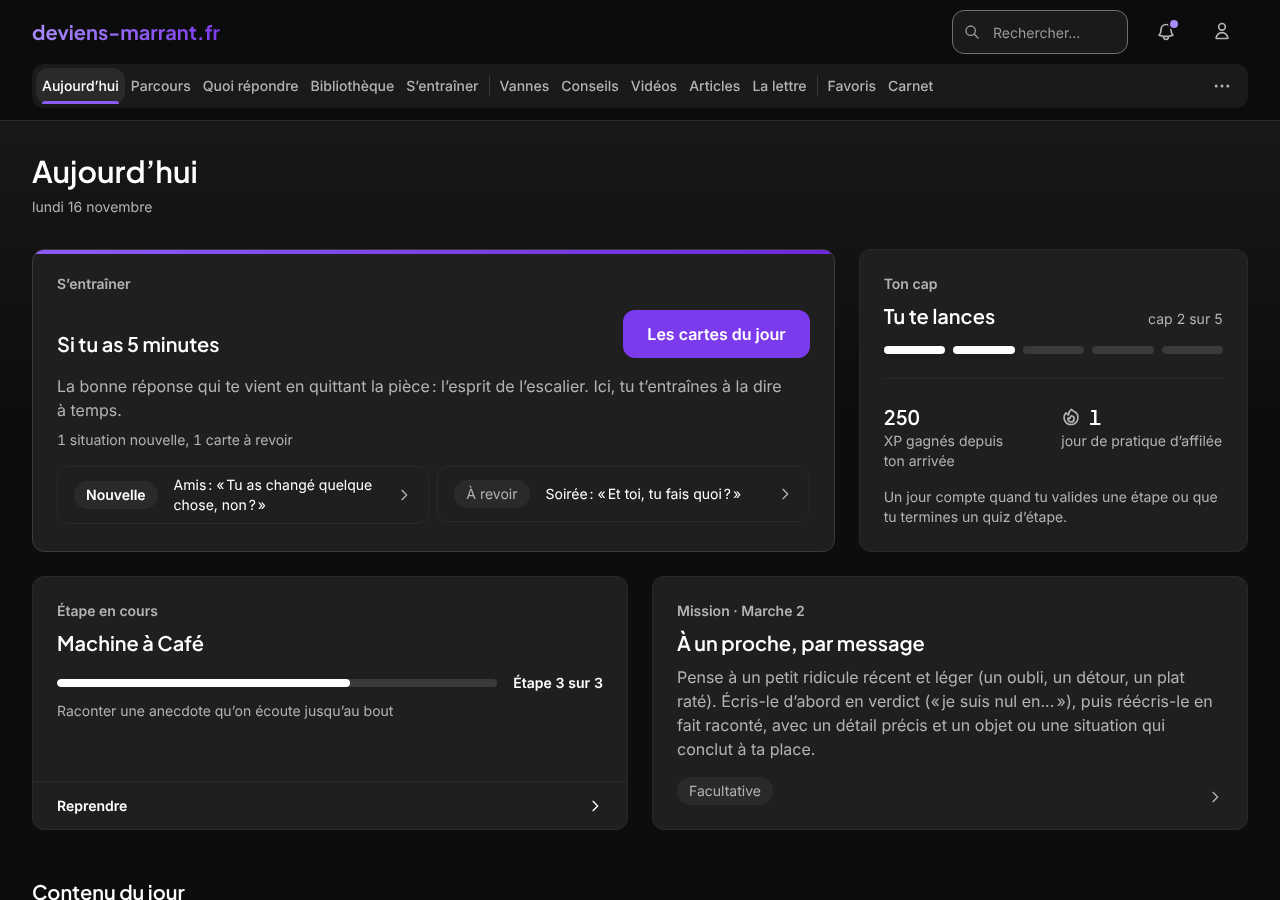 deviens-marrant.fr
Rechercher...
Aujourd’hui Parcours Quoi répondre Bibliothèque S’entraîner Vannes Conseils Vidéos Articles La lettre Favoris Carnet
Aujourd’hui
lundi 16 novembre
S’entraîner
Si tu as 5 minutes
Les cartes du jour
La bonne réponse qui te vient en quittant la pièce : l’esprit de l’escalier. Ici, tu t’entraînes à la dire
à temps.
1 situation nouvelle, 1 carte à revoir
Nouvelle
Amis : « Tu as changé quelque
chose, non ? »
À revoir
Soirée : « Et toi, tu fais quoi ? »
Ton cap
Tu te lances
cap 2 sur 5
250
XP gagnés depuis
ton arrivée
1
jour de pratique d’affilée
Un jour compte quand tu valides une étape ou que
tu termines un quiz d’étape.
Étape en cours
Machine à Café
Étape 3 sur 3
Raconter une anecdote qu’on écoute jusqu’au bout
Reprendre
Mission · Marche 2
À un proche, par message
Pense à un petit ridicule récent et léger (un oubli, un détour, un plat
raté). Écris-le d’abord en verdict (« je suis nul en… »), puis réécris-le en
fait raconté, avec un détail précis et un objet ou une situation qui
conclut à ta place.
Facultative
Contenu du jour